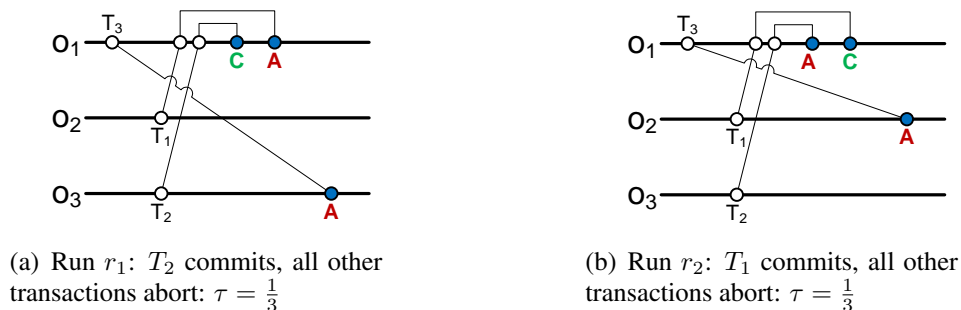 T₃
O₁
C A
O₂
T₁
O₃
T₂
A
(a) Run r₁: T₂ commits, all other
transactions abort: τ = 1/3
T₃
O₁
A C
O₂
T₁
A
O₃
T₂
(b) Run r₂: T₁ commits, all other
transactions abort: τ = 1/3